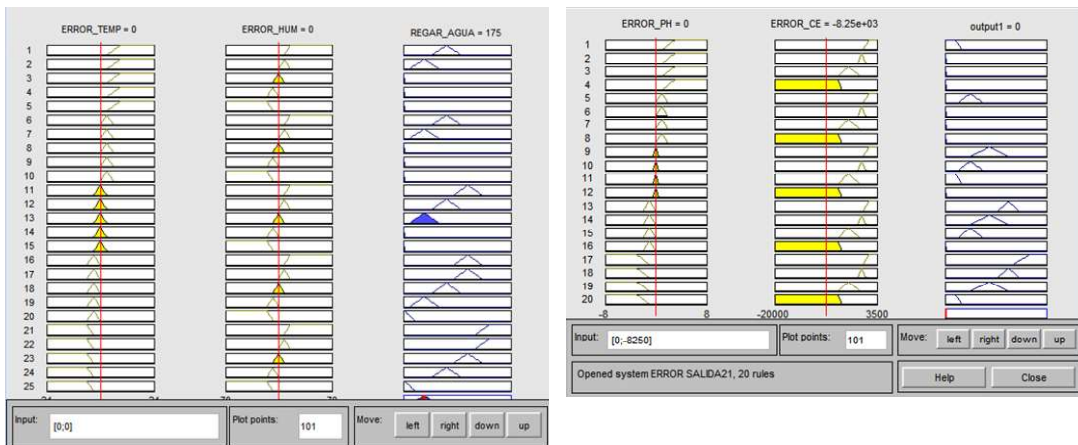 ERROR_TEMP = 0
ERROR_HUM = 0
REGAR_AGUA = 175
1
2
3
4
5
6
7
8
9
10
11
12
13
14
15
16
17
18
19
20
21
22
23
24
25
Input:
[0;0]
Plot points:
101
Move:
left
right
down
up
ERROR_PH = 0
ERROR_CE = -8.25e+03
output1 = 0
1
2
3
4
5
6
7
8
9
10
11
12
13
14
15
16
17
18
19
20
-8
8
-20000
3500
Input:
[0;-8250]
Plot points:
101
Move:
left
right
down
up
Opened system ERROR SALIDA21, 20 rules
Help
Close